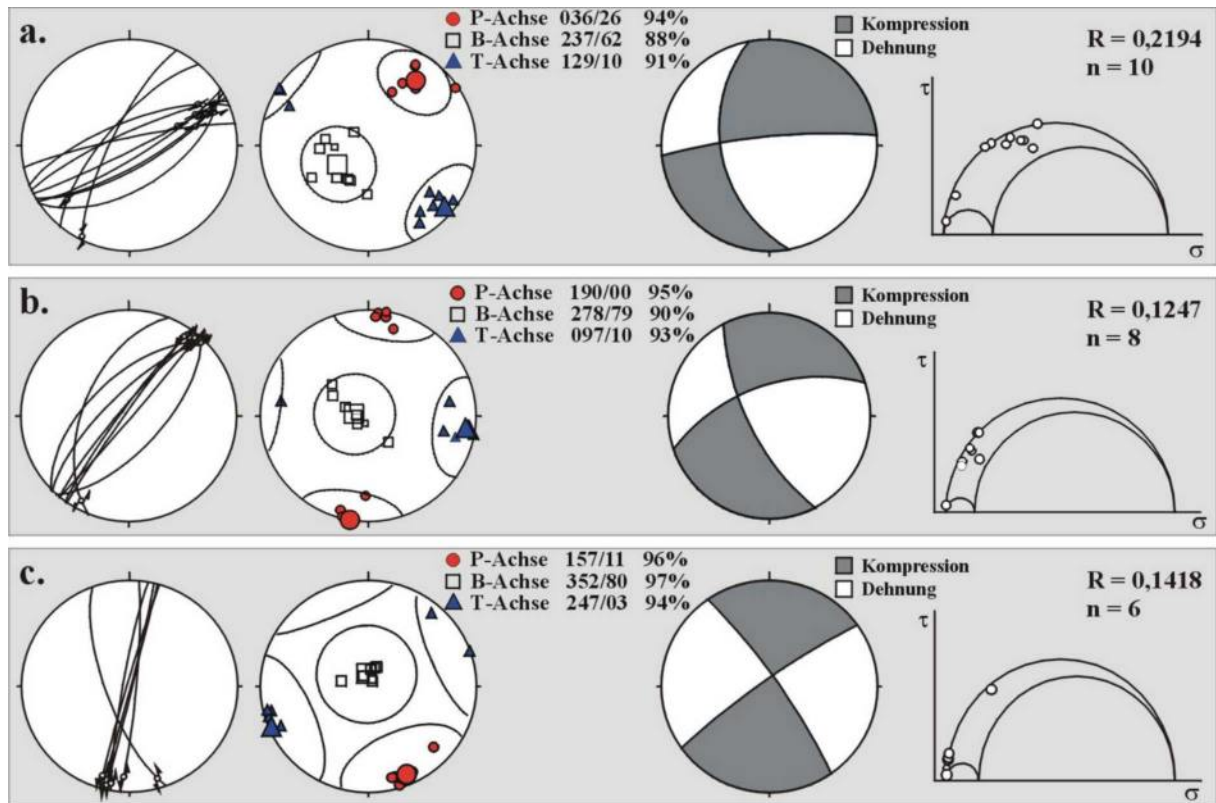 a.
P-Achse 036/26 94%
B-Achse 237/62 88%
T-Achse 129/10 91%
Kompression
Dehnung
R = 0,2194
n = 10
τ
σ
b.
P-Achse 190/00 95%
B-Achse 278/79 90%
T-Achse 097/10 93%
Kompression
Dehnung
R = 0,1247
n = 8
τ
σ
c.
P-Achse 157/11 96%
B-Achse 352/80 97%
T-Achse 247/03 94%
Kompression
Dehnung
R = 0,1418
n = 6
τ
σ